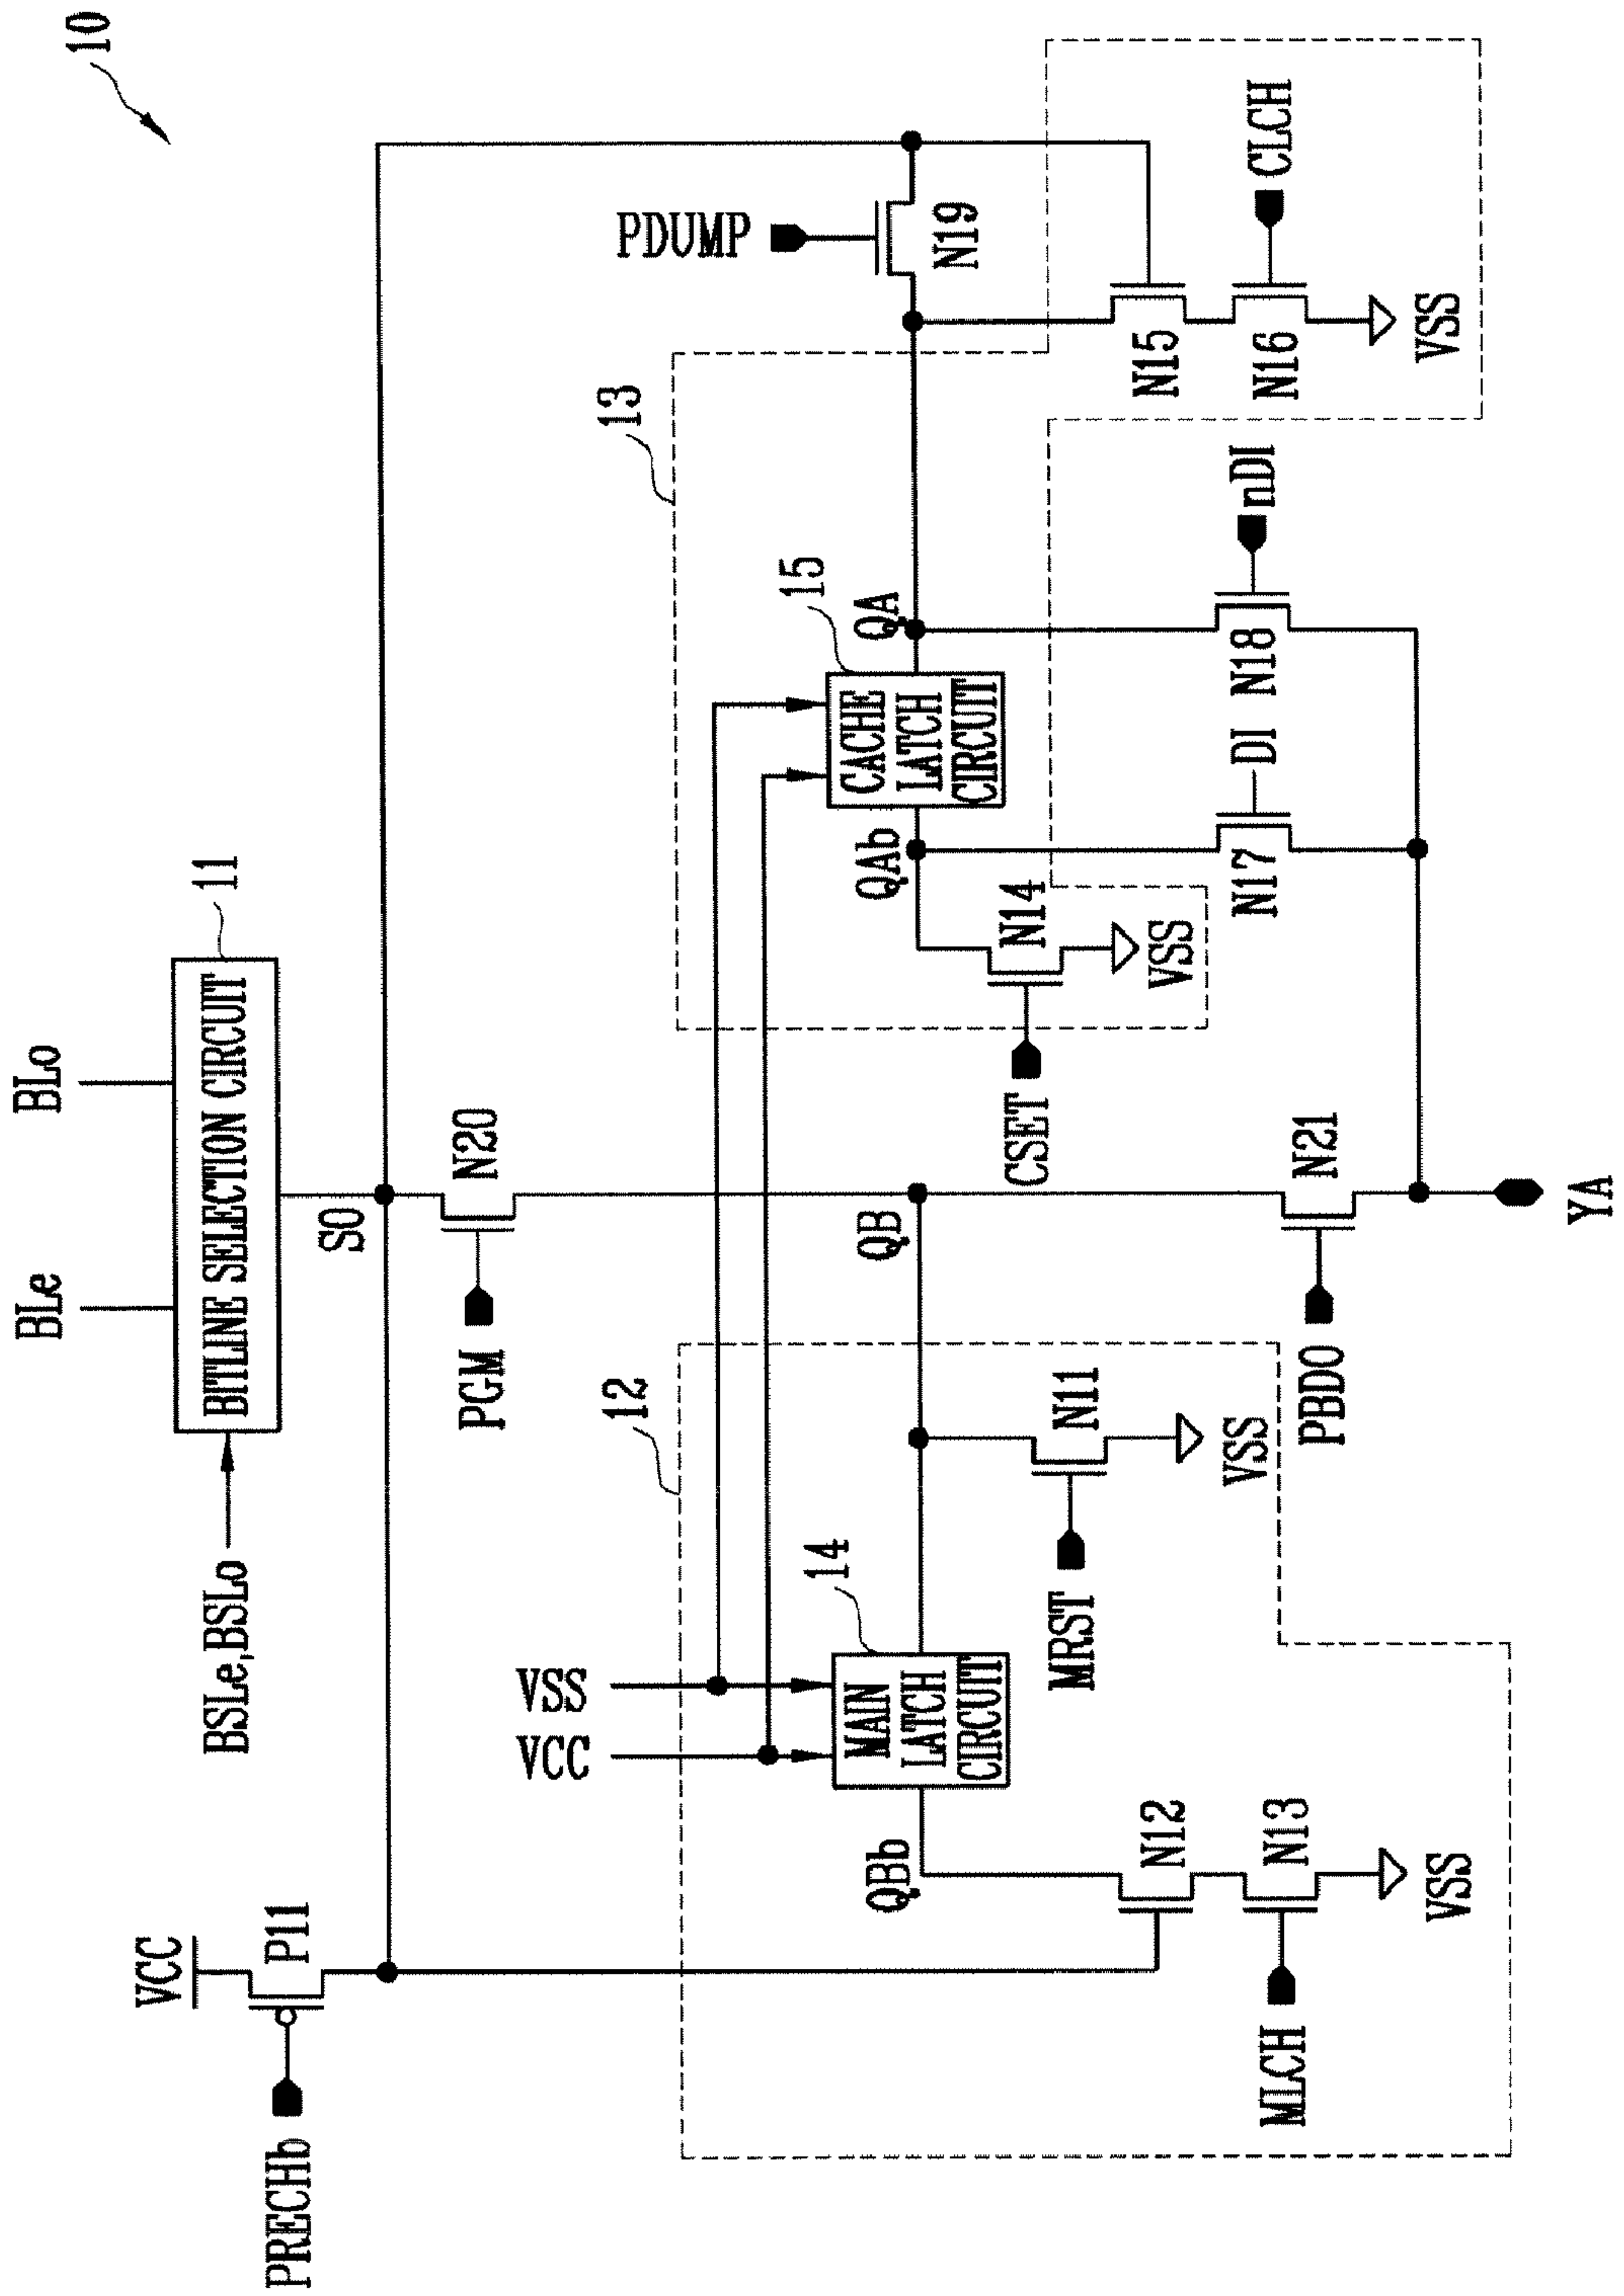 10
BLe
BLo
BITLINE SELECTION CIRCUIT
11
BSLe,BSLo
VCC
P11
PRECHb
SO
PGM
N20
PDUMP
N19
12
13
VSS
VCC
14
MAIN
LATCH
CIRCUIT
QBb
QB
15
CACHE
LATCH
CIRCUIT
QAb
QA
MRST
N11
VSS
N12
MLCH
N13
VSS
CSET
N14
VSS
N17
DI
N18
nDI
N15
N16
CLCH
VSS
PBDO
N21
YA